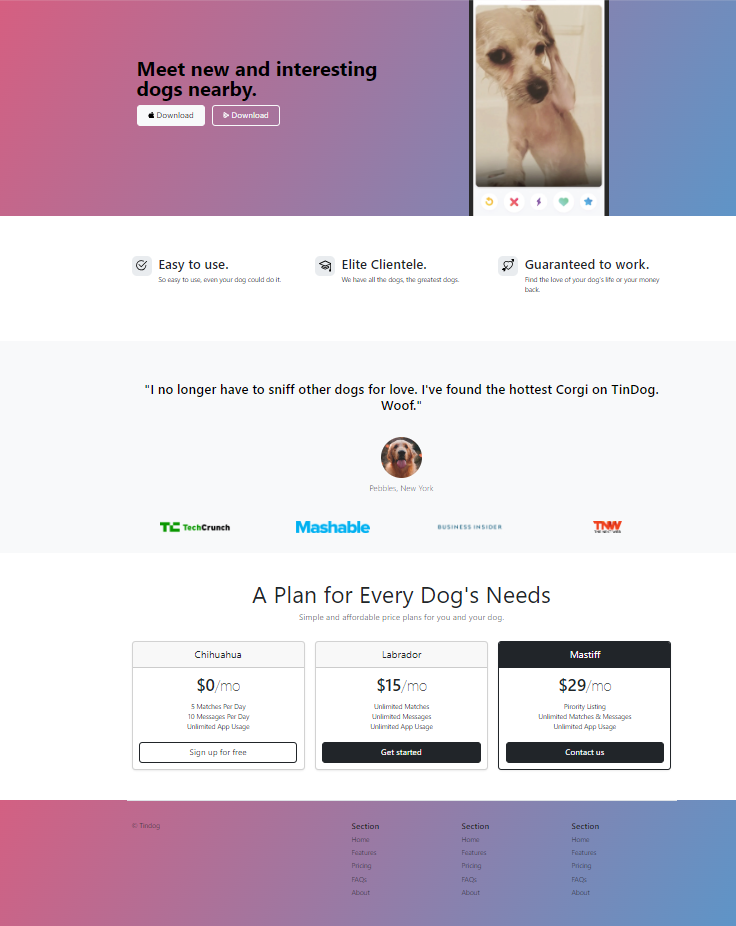 Meet new and interesting
dogs nearby.
Download
Download
Easy to use.
So easy to use, even your dog could do it.
Elite Clientele.
We have all the dogs, the greatest dogs.
Guaranteed to work.
Find the love of your dog's life or your money
back.
"I no longer have to sniff other dogs for love. I've found the hottest Corgi on TinDog.
Woof."
Pebbles, New York
TC TechCrunch
Mashable
BUSINESS INSIDER
TNW
THE NEXT WEB
A Plan for Every Dog's Needs
Simple and affordable price plans for you and your dog.
Chihuahua
$0/mo
5 Matches Per Day
10 Messages Per Day
Unlimited App Usage
Sign up for free
Labrador
$15/mo
Unlimited Matches
Unlimited Messages
Unlimited App Usage
Get started
Mastiff
$29/mo
Pirority Listing
Unlimited Matches & Messages
Unlimited App Usage
Contact us
© Tindog
Section
Home
Features
Pricing
FAQs
About
Section
Home
Features
Pricing
FAQs
About
Section
Home
Features
Pricing
FAQs
About